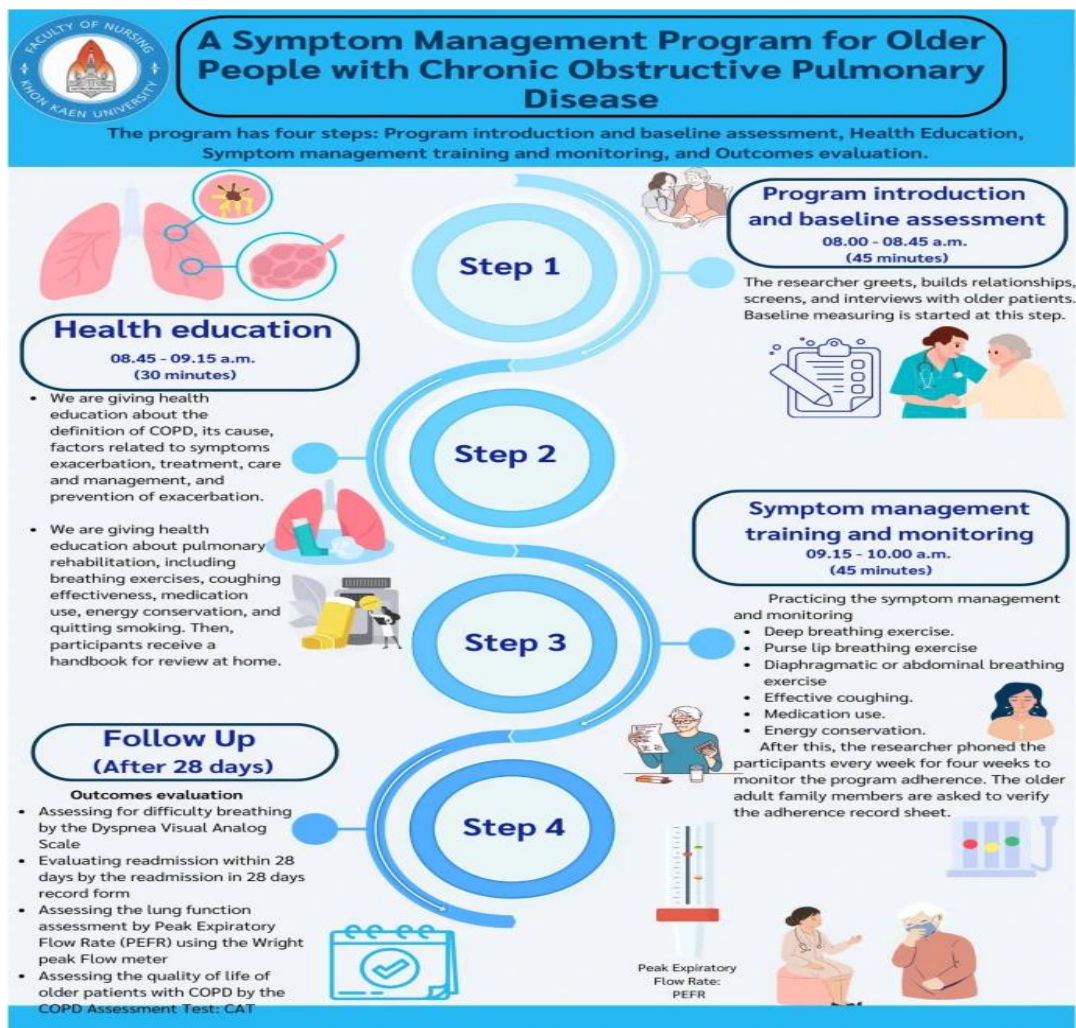 FACULTY OF NURSING
KHON KAEN UNIVERSITY
A Symptom Management Program for Older
People with Chronic Obstructive Pulmonary
Disease
The program has four steps: Program introduction and baseline assessment, Health Education,
Symptom management training and monitoring, and Outcomes evaluation.
Step 1
Program introduction
and baseline assessment
08.00 - 08.45 a.m.
(45 minutes)
The researcher greets, builds relationships,
screens, and interviews with older patients.
Baseline measuring is started at this step.
Health education
08.45 - 09.15 a.m.
(30 minutes)
• We are giving health
education about the
definition of COPD, its cause,
factors related to symptoms
exacerbation, treatment, care
and management, and
prevention of exacerbation.
• We are giving health
education about pulmonary
rehabilitation, including
breathing exercises, coughing
effectiveness, medication
use, energy conservation, and
quitting smoking. Then,
participants receive a
handbook for review at home.
Step 2
Symptom management
training and monitoring
09.15 - 10.00 a.m.
(45 minutes)
Practicing the symptom management
and monitoring
• Deep breathing exercise.
• Purse lip breathing exercise
• Diaphragmatic or abdominal breathing
exercise
• Effective coughing.
• Medication use.
• Energy conservation.
After this, the researcher phoned the
participants every week for four weeks to
monitor the program adherence. The older
adult family members are asked to verify
the adherence record sheet.
Step 3
Follow Up
(After 28 days)
Outcomes evaluation
• Assessing for difficulty breathing
by the Dyspnea Visual Analog
Scale
• Evaluating readmission within 28
days by the readmission in 28 days
record form
• Assessing the lung function
assessment by Peak Expiratory
Flow Rate (PEFR) using the Wright
peak Flow meter
• Assessing the quality of life of
older patients with COPD by the
COPD Assessment Test: CAT
Step 4
Peak Expiratory
Flow Rate:
PEFR